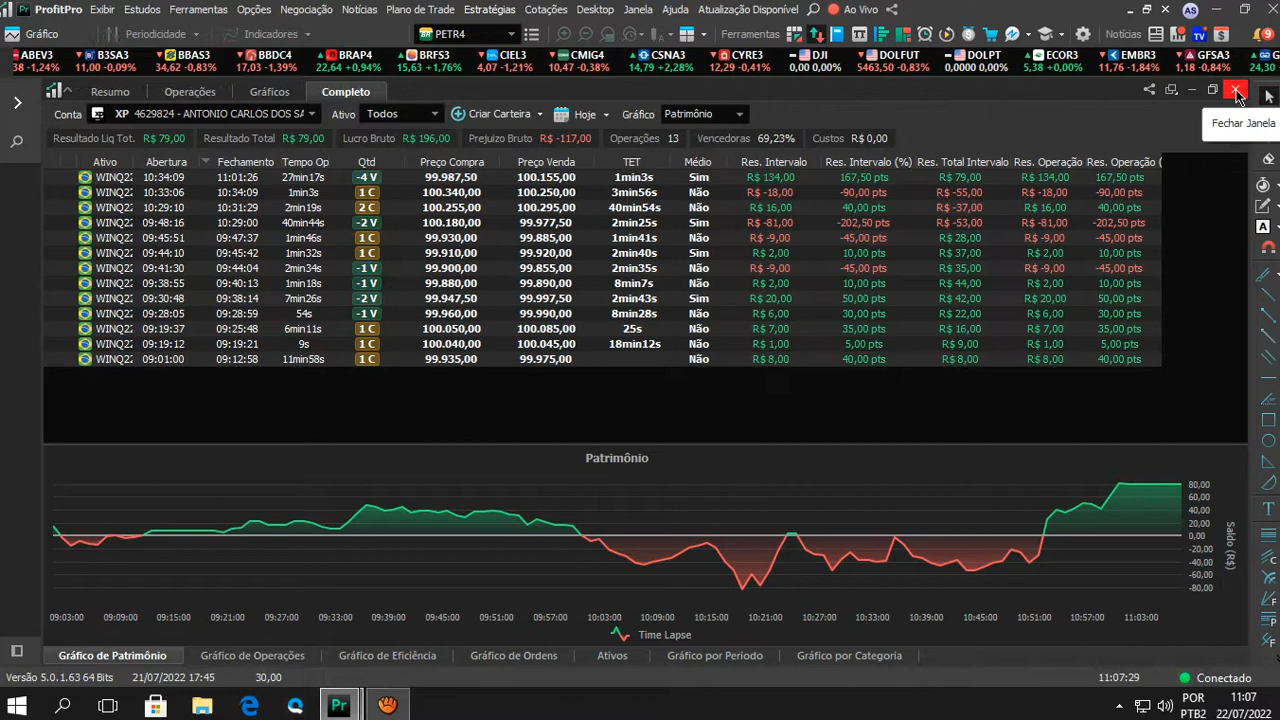 ProfitPro Estudos Ferramentas Opções Negociação Notícias Plano de Trade Estratégias Cotações Desktop Janela Ajuda Atualização Disponível Ao Vivo AS
Gráfico Periodicidade Indicadores PETR4 Ferramentas Notícias 9
ABEV3 B3SA3 BBAS3 BBDC4 BRAP4 BRFS3 CIEL3 CMIG4 CSNA3 CYRE3 DJI DOLFUT DOLPT ECOR3 EMBR3 GFSA3
38 -1,24% 11,00 -0,09% 34,62 -0,83% 17,03 -1,39% 22,64 +0,94% 15,63 +1,76% 4,07 -1,21% 10,47 -0,38% 14,79 +2,28% 12,29 -0,41% 0,00 0,00% 5463,50 -0,83% 0,00 0,00% 5,38 +0,00% 11,76 -1,84% 1,18 -0,84% 24,30
Resumo Operações Gráficos Completo
Conta XP 4629824 - ANTONIO CARLOS DOS SA Ativo Todos Criar Carteira Hoje Gráfico Patrimônio
Fechar Janela
Resultado Liq Tot. R$ 79,00 Resultado Total R$ 79,00 Lucro Bruto R$ 196,00 Prejuizo Bruto R$ -117,00 Operações 13 Vencedoras 69,23% Custos R$ 0,00
Ativo Abertura Fechamento Tempo Op Qtd Preço Compra Preço Venda TET Médio Res. Intervalo Res. Intervalo (%) Res. Total Intervalo Res. Operação Res. Operação (
WINQ22 10:34:09 11:01:26 27min17s -4 V 99.987,50 100.155,00 1min3s Sim R$ 134,00 167,50 pts R$ 79,00 R$ 134,00 167,50 pts
WINQ22 10:33:06 10:34:09 1min3s 1 C 100.340,00 100.250,00 3min56s Não R$ -18,00 -90,00 pts R$ -55,00 R$ -18,00 -90,00 pts
WINQ22 10:29:10 10:31:29 2min19s 2 C 100.255,00 100.295,00 40min54s Não R$ 16,00 40,00 pts R$ -37,00 R$ 16,00 40,00 pts
WINQ22 09:48:16 10:29:00 40min44s -2 V 100.180,00 99.977,50 2min25s Sim R$ -81,00 -202,50 pts R$ -53,00 R$ -81,00 -202,50 pts
WINQ22 09:45:51 09:47:37 1min46s 1 C 99.930,00 99.885,00 1min41s Não R$ -9,00 -45,00 pts R$ 28,00 R$ -9,00 -45,00 pts
WINQ22 09:44:10 09:45:42 1min32s 1 C 99.910,00 99.920,00 2min40s Não R$ 2,00 10,00 pts R$ 37,00 R$ 2,00 10,00 pts
WINQ22 09:41:30 09:44:04 2min34s -1 V 99.900,00 99.855,00 2min35s Não R$ -9,00 -45,00 pts R$ 35,00 R$ -9,00 -45,00 pts
WINQ22 09:38:55 09:40:13 1min18s -1 V 99.880,00 99.890,00 8min7s Não R$ 2,00 10,00 pts R$ 44,00 R$ 2,00 10,00 pts
WINQ22 09:30:48 09:38:14 7min26s -2 V 99.947,50 99.997,50 2min43s Sim R$ 20,00 50,00 pts R$ 42,00 R$ 20,00 50,00 pts
WINQ22 09:28:05 09:28:59 54s -1 V 99.960,00 99.990,00 8min28s Não R$ 6,00 30,00 pts R$ 22,00 R$ 6,00 30,00 pts
WINQ22 09:19:37 09:25:48 6min11s 1 C 100.050,00 100.085,00 25s Não R$ 7,00 35,00 pts R$ 16,00 R$ 7,00 35,00 pts
WINQ22 09:19:12 09:19:21 9s 1 C 100.040,00 100.045,00 18min12s Não R$ 1,00 5,00 pts R$ 9,00 R$ 1,00 5,00 pts
WINQ22 09:01:00 09:12:58 11min58s 1 C 99.935,00 99.975,00 Não R$ 8,00 40,00 pts R$ 8,00 R$ 8,00 40,00 pts
Patrimônio
80,00
60,00
40,00
20,00
0,00
-20,00
-40,00
-60,00
-80,00
Saldo (R$)
09:03:00 09:09:00 09:15:00 09:21:00 09:27:00 09:33:00 09:39:00 09:45:00 09:51:00 09:57:00 10:03:00 10:09:00 10:15:00 10:21:00 10:27:00 10:33:00 10:39:00 10:45:00 10:51:00 10:57:00 11:03:00
Time Lapse
Gráfico de Patrimônio Gráfico de Operações Gráfico de Eficiência Gráfico de Ordens Ativos Gráfico por Periodo Gráfico por Categoria
Versão 5.0.1.63 64 Bits 21/07/2022 17:45 30,00 11:07:29 Conectado
POR 11:07
PTB2 22/07/2022